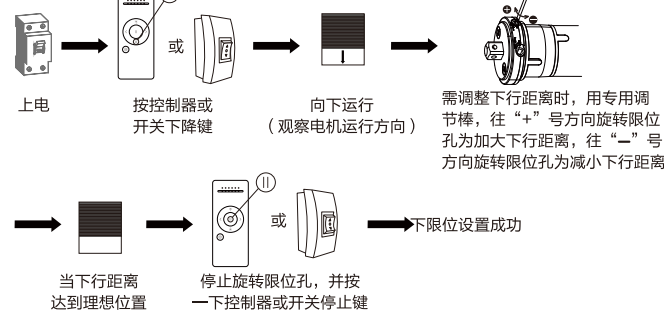 或
上电
按控制器或
开关下降键
向下运行
（观察电机运行方向）
需调整下行距离时，用专用调
节棒，往“+”号方向旋转限位
孔为加大下行距离，往“—”号
方向旋转限位孔为减小下行距离
或
下限位设置成功
当下行距离
达到理想位置
停止旋转限位孔，并按
一下控制器或开关停止键